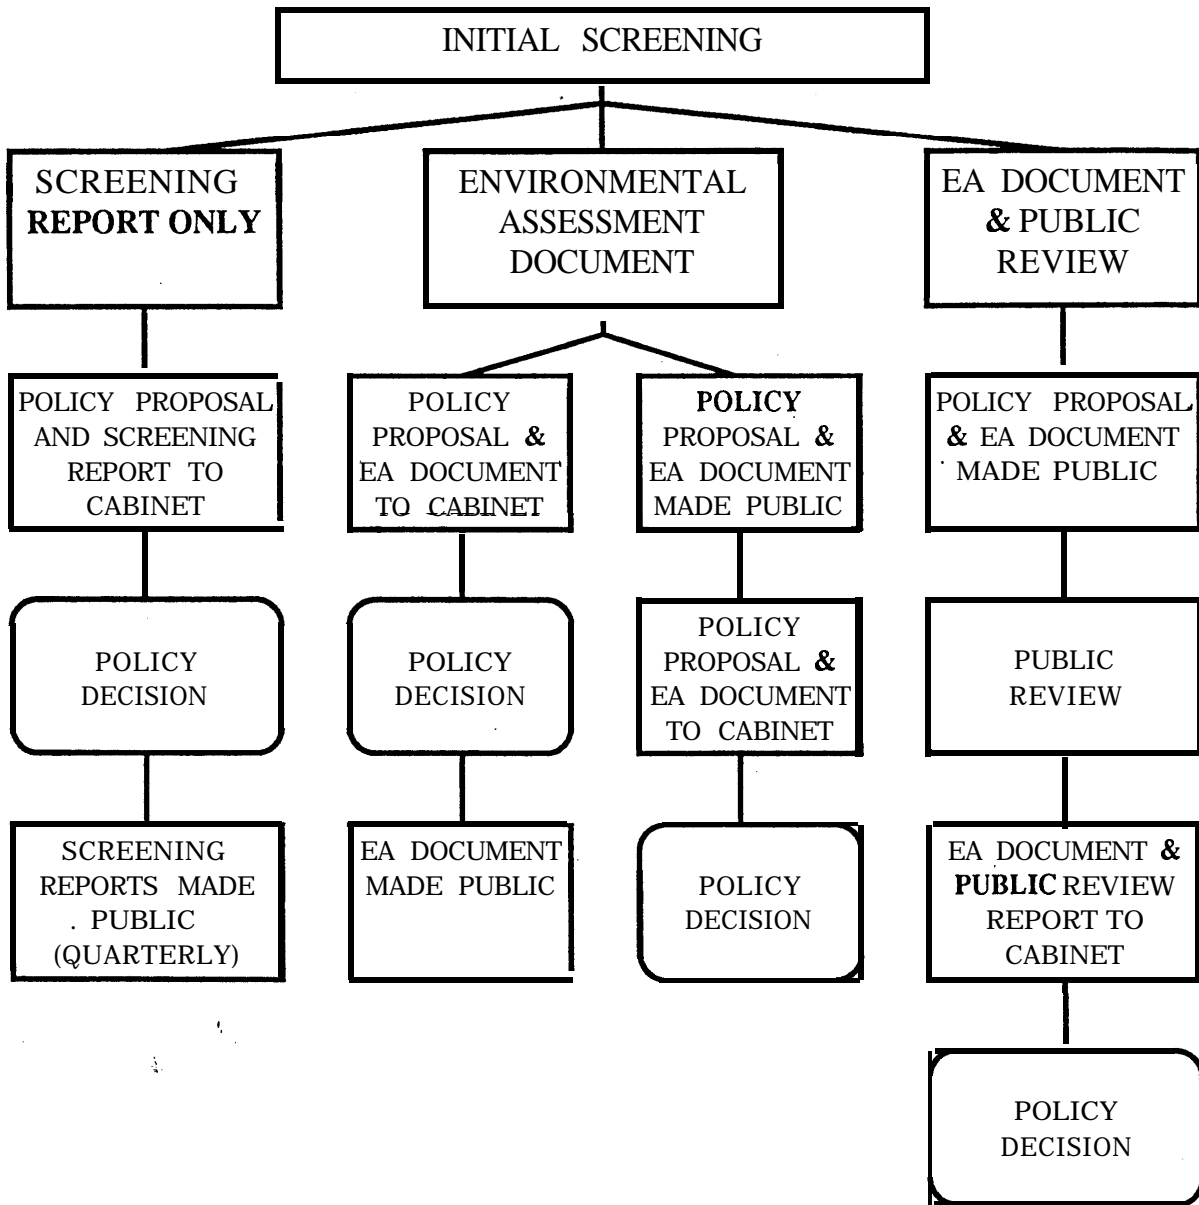 INITIAL SCREENING
SCREENING
REPORT ONLY
ENVIRONMENTAL
ASSESSMENT
DOCUMENT
EA DOCUMENT
& PUBLIC
REVIEW
POLICY PROPOSAL
AND SCREENING
REPORT TO
CABINET
POLICY
PROPOSAL &
EA DOCUMENT
TO CABINET
POLICY
PROPOSAL &
EA DOCUMENT
MADE PUBLIC
POLICY PROPOSAL
& EA DOCUMENT
MADE PUBLIC
POLICY
DECISION
POLICY
DECISION
POLICY
PROPOSAL &
EA DOCUMENT
TO CABINET
PUBLIC
REVIEW
SCREENING
REPORTS MADE
PUBLIC
(QUARTERLY)
EA DOCUMENT
MADE PUBLIC
POLICY
DECISION
EA DOCUMENT &
PUBLIC REVIEW
REPORT TO
CABINET
POLICY
DECISION